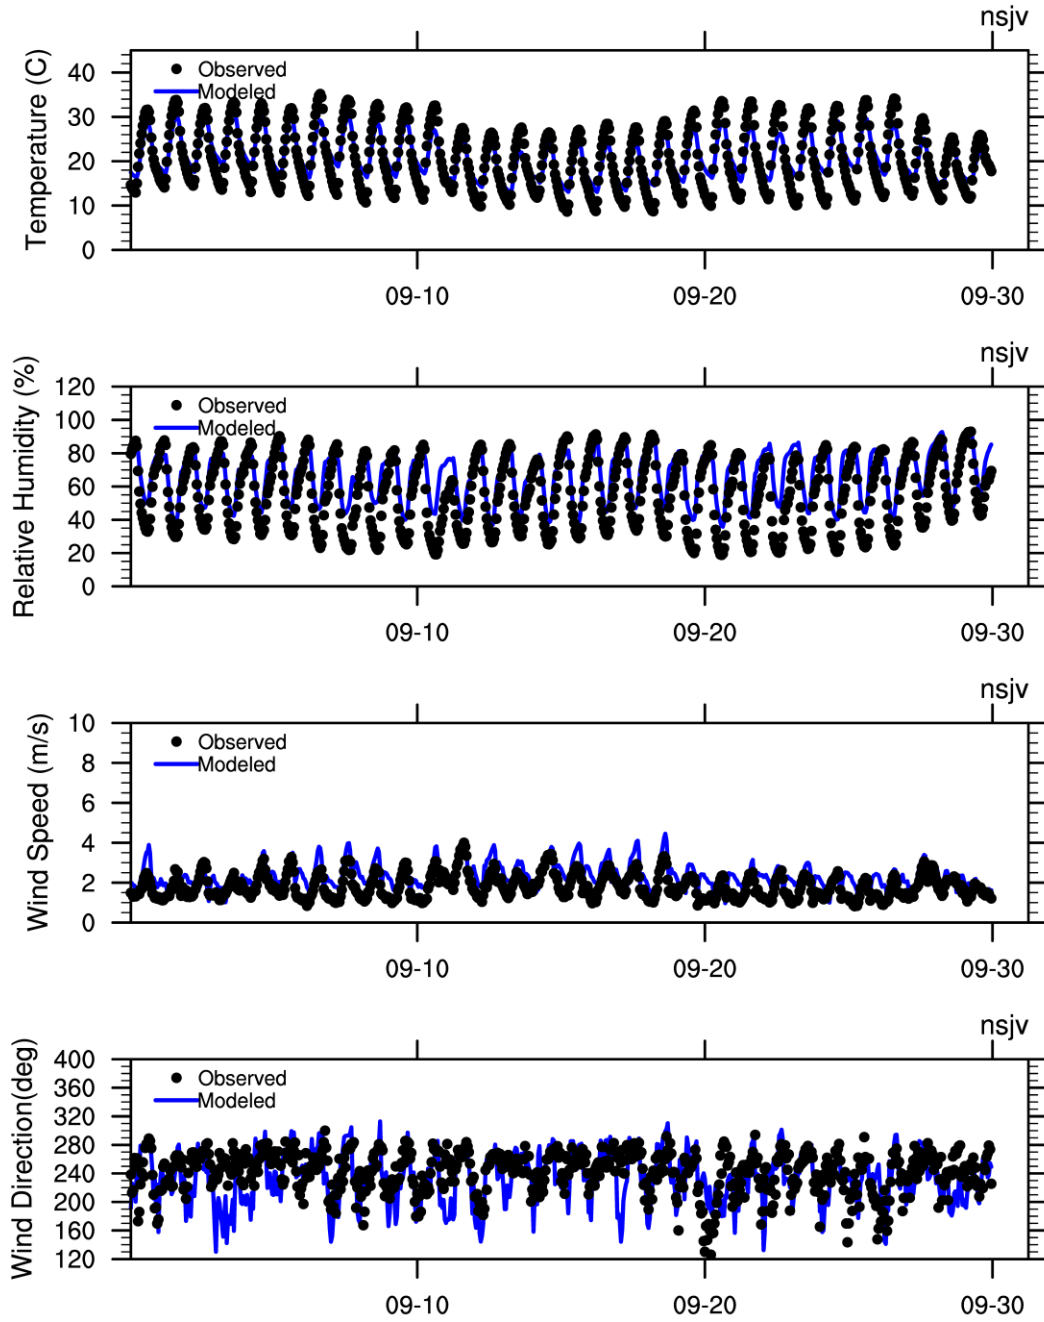 nsjv
Temperature (C)
40
30
20
10
0
Observed
Modeled
09-10
09-20
09-30
nsjv
Relative Humidity (%)
120
100
80
60
40
20
0
Observed
Modeled
09-10
09-20
09-30
nsjv
Wind Speed (m/s)
10
8
6
4
2
0
Observed
Modeled
09-10
09-20
09-30
nsjv
Wind Direction(deg)
400
360
320
280
240
200
160
120
Observed
Modeled
09-10
09-20
09-30